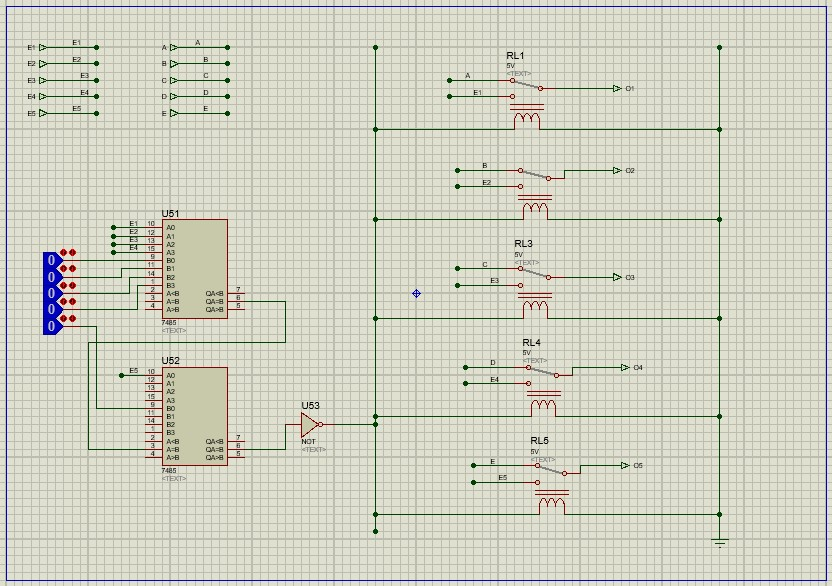 E1 E1 A A
E2 E2 B B
E3 E3 C C
E4 E4 D D
E5 E5 E E
RL1
5V
<TEXT>
A
E1
O1
B
E2
O2
U51
E1 10 A0
E2 12 A1
E3 13 A2
E4 15 A3
9 B0
11 B1
14 B2
1 B3
2 A<B QA<B 7
3 A=B QA=B 6
4 A>B QA>B 5
7485
<TEXT>
0
0
0
0
0
RL3
5V
<TEXT>
C
E3
O3
RL4
5V
<TEXT>
D
E4
O4
U52
E5 10 A0
12 A1
13 A2
15 A3
9 B0
11 B1
14 B2
1 B3
2 A<B QA<B 7
3 A=B QA=B 6
4 A>B QA>B 5
7485
<TEXT>
U53
NOT
<TEXT>
RL5
5V
<TEXT>
E
E5
O5